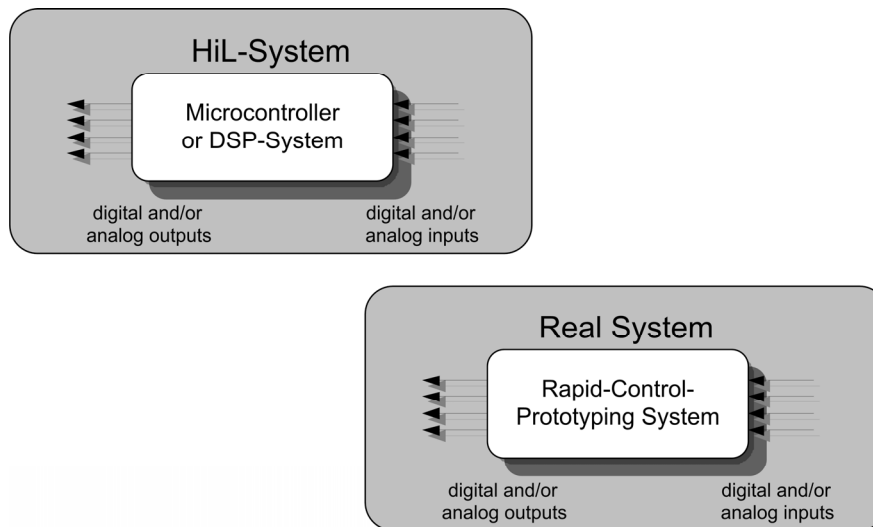 HiL-System
Microcontroller
or DSP-System
digital and/or
analog outputs
digital and/or
analog inputs
Real System
Rapid-Control-
Prototyping System
digital and/or
analog outputs
digital and/or
analog inputs